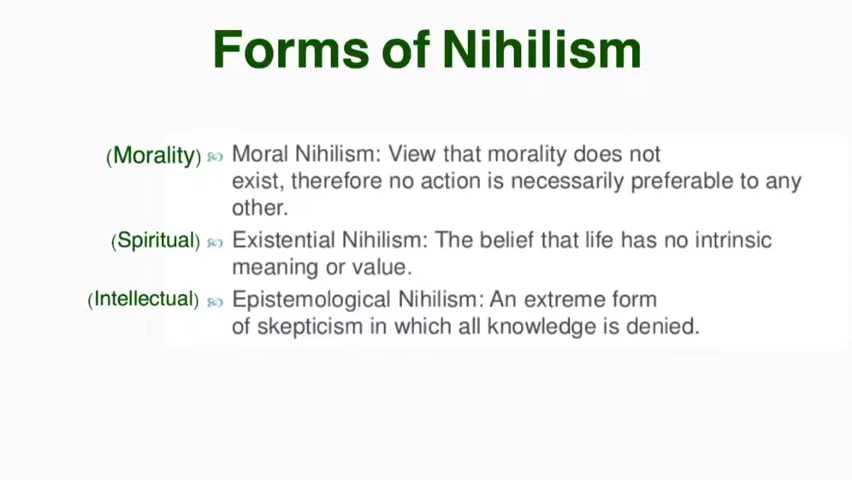 Forms of Nihilism
(Morality) Moral Nihilism: View that morality does not
exist, therefore no action is necessarily preferable to any
other.
(Spiritual) Existential Nihilism: The belief that life has no intrinsic
meaning or value.
(Intellectual) Epistemological Nihilism: An extreme form
of skepticism in which all knowledge is denied.